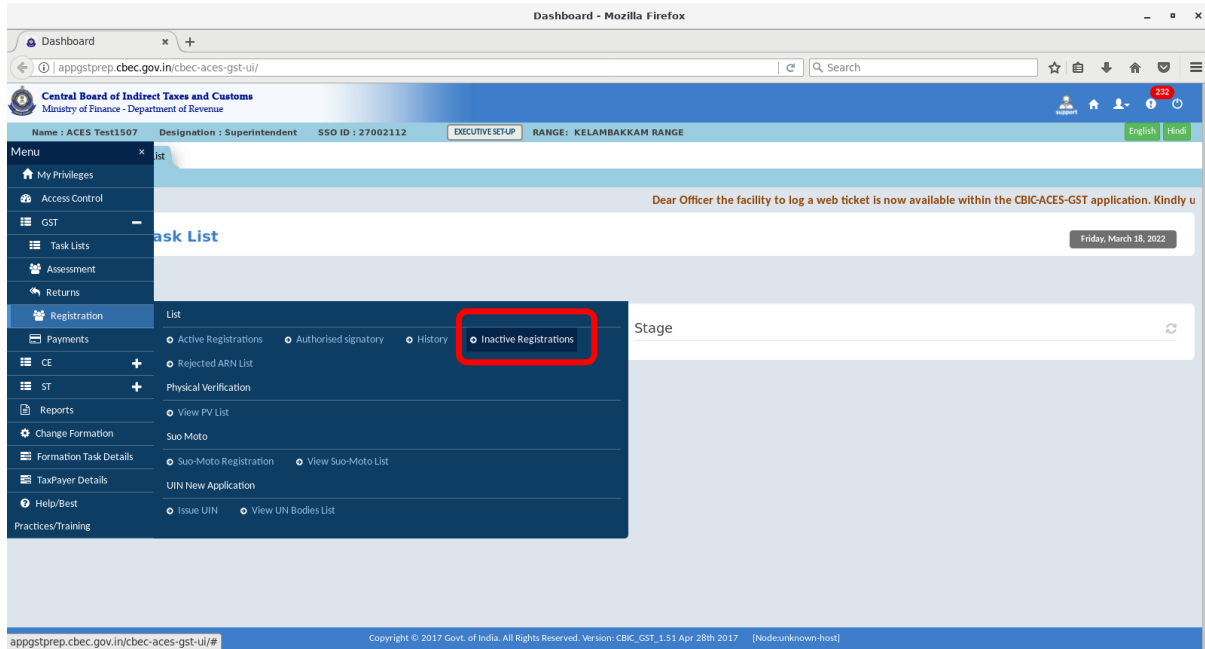 Dashboard - Mozilla Firefox
Dashboard
appgstprep.cbec.gov.in/cbec-aces-gst-ui/
Search
Central Board of Indirect Taxes and Customs
Ministry of Finance - Department of Revenue
232
support
Name : ACES Test1507 Designation : Superintendent SSO ID : 27002112 EXECUTIVE SET-UP RANGE: KELAMBAKKAM RANGE English Hindi
Menu ×
ist
My Privileges
Access Control
Dear Officer the facility to log a web ticket is now available within the CBIC-ACES-GST application. Kindly u
GST
Task Lists
ask List
Friday, March 18, 2022
Assessment
Returns
Registration
Payments
CE
ST
Reports
Change Formation
Formation Task Details
TaxPayer Details
Help/Best
Practices/Training
List
Active Registrations Authorised signatory History Inactive Registrations
Rejected ARN List
Physical Verification
View PV List
Suo Moto
Suo-Moto Registration View Suo-Moto List
UIN New Application
Issue UIN View UN Bodies List
Stage
Copyright © 2017 Govt. of India. All Rights Reserved. Version: CBIC_GST_1.51 Apr 28th 2017 [Node:unknown-host]
appgstprep.cbec.gov.in/cbec-aces-gst-ui/#